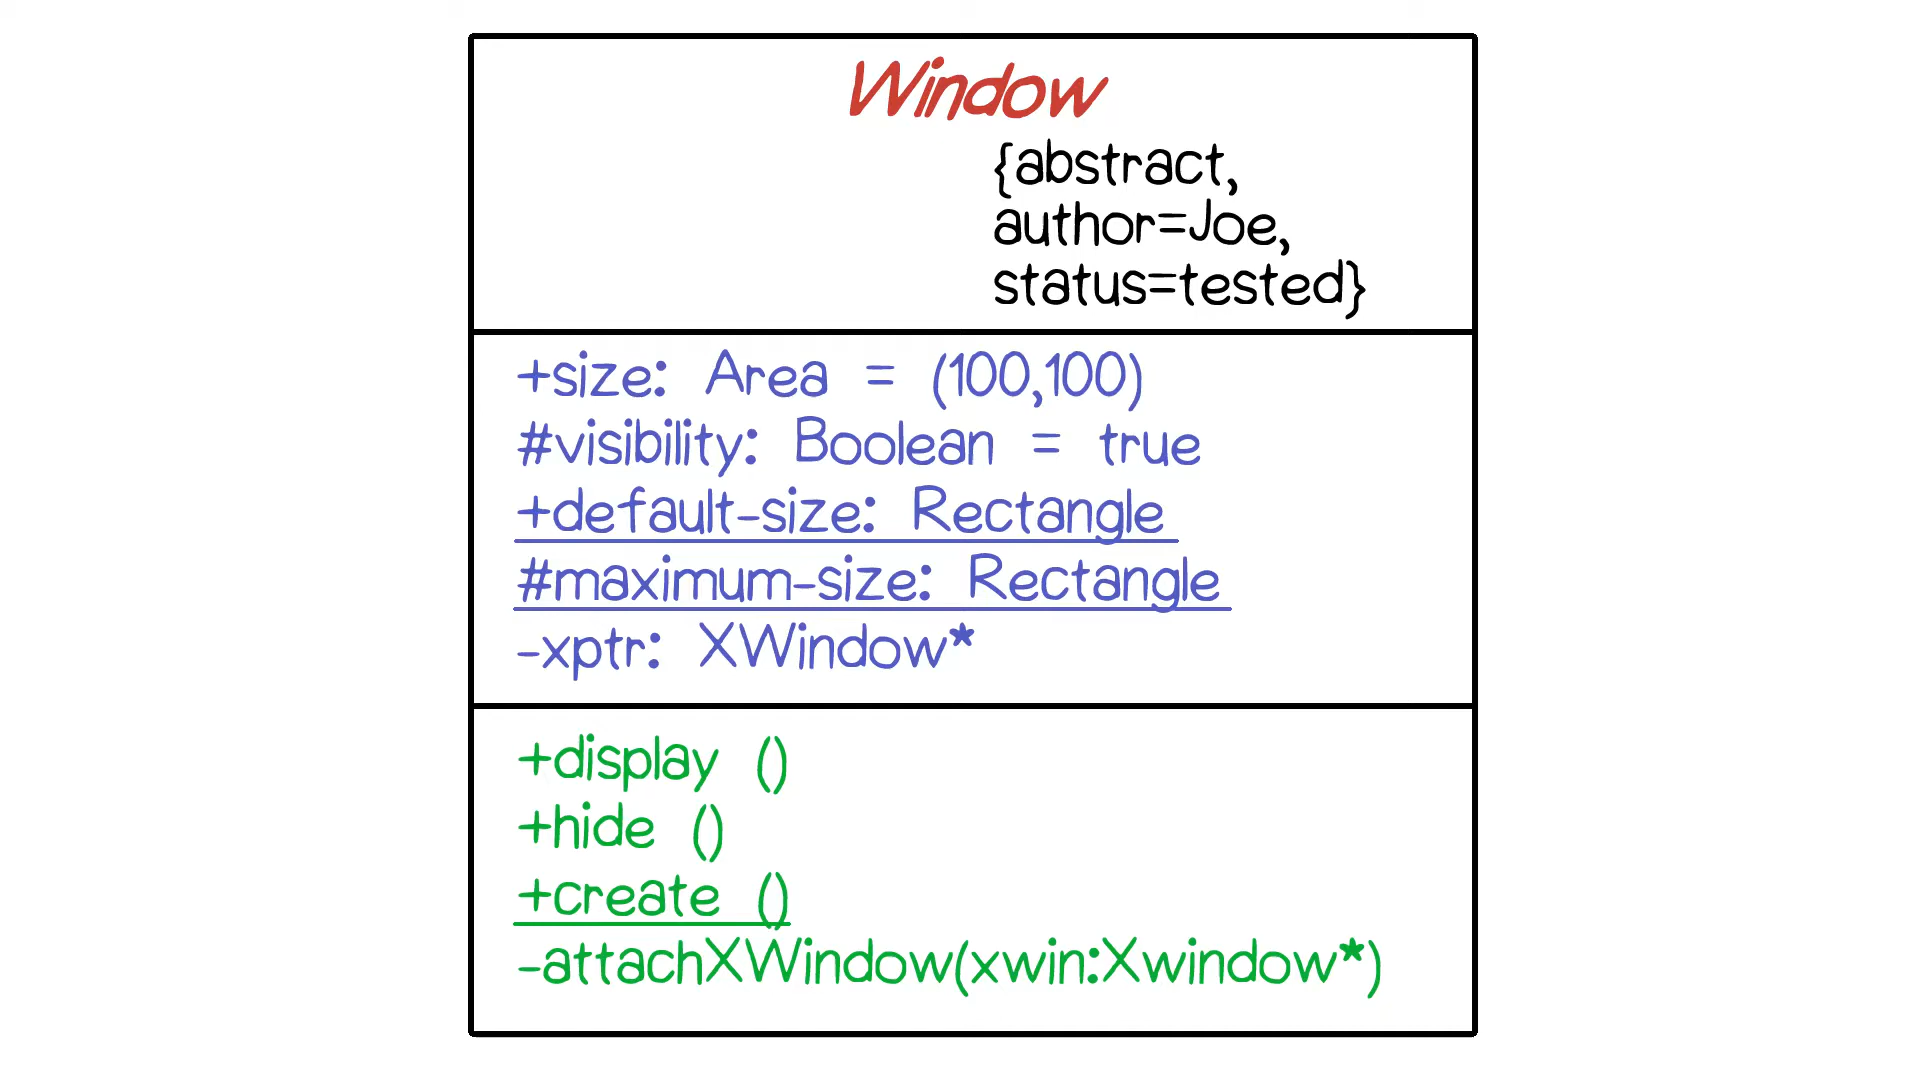 Window
{abstract,
author=Joe,
status=tested}
+size: Area = (100,100)
#visibility: Boolean = true
+default-size: Rectangle
#maximum-size: Rectangle
-xptr: XWindow*
+display ()
+hide ()
+create ()
-attachXWindow(xwin:Xwindow*)